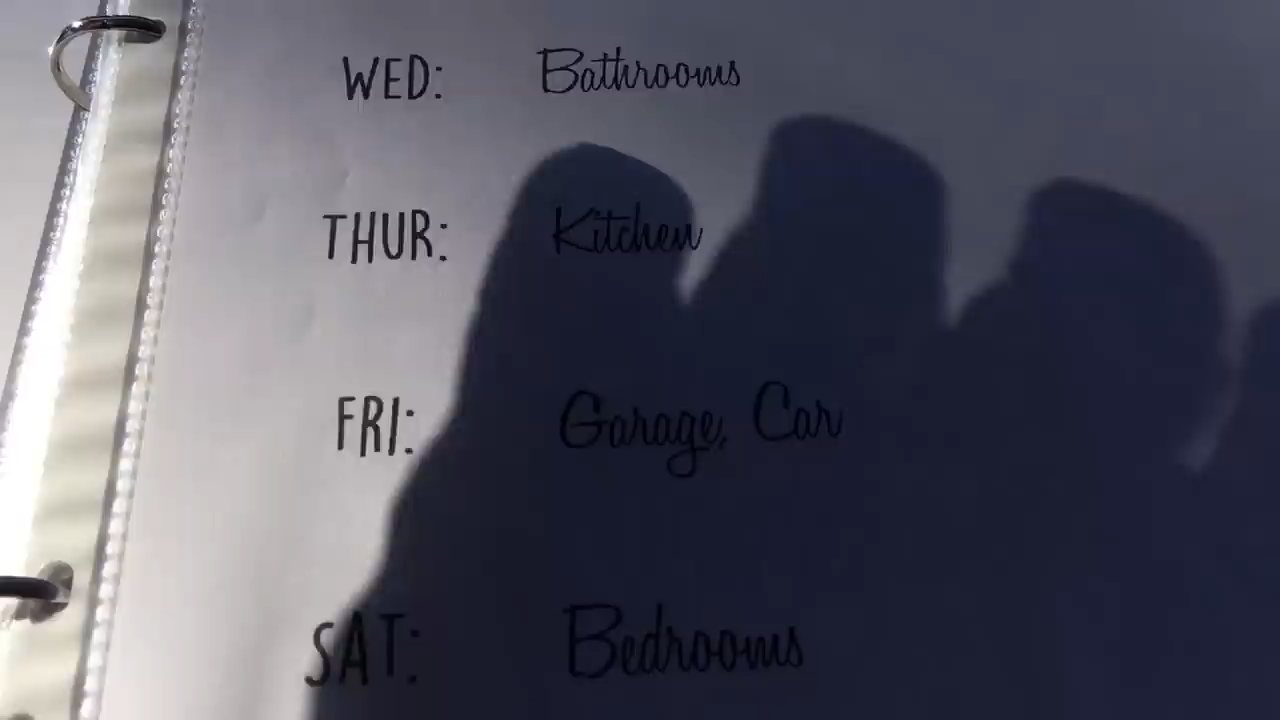 WED: Bathrooms
THUR: Kitchen
FRI: Garage, Car
SAT: Bedrooms